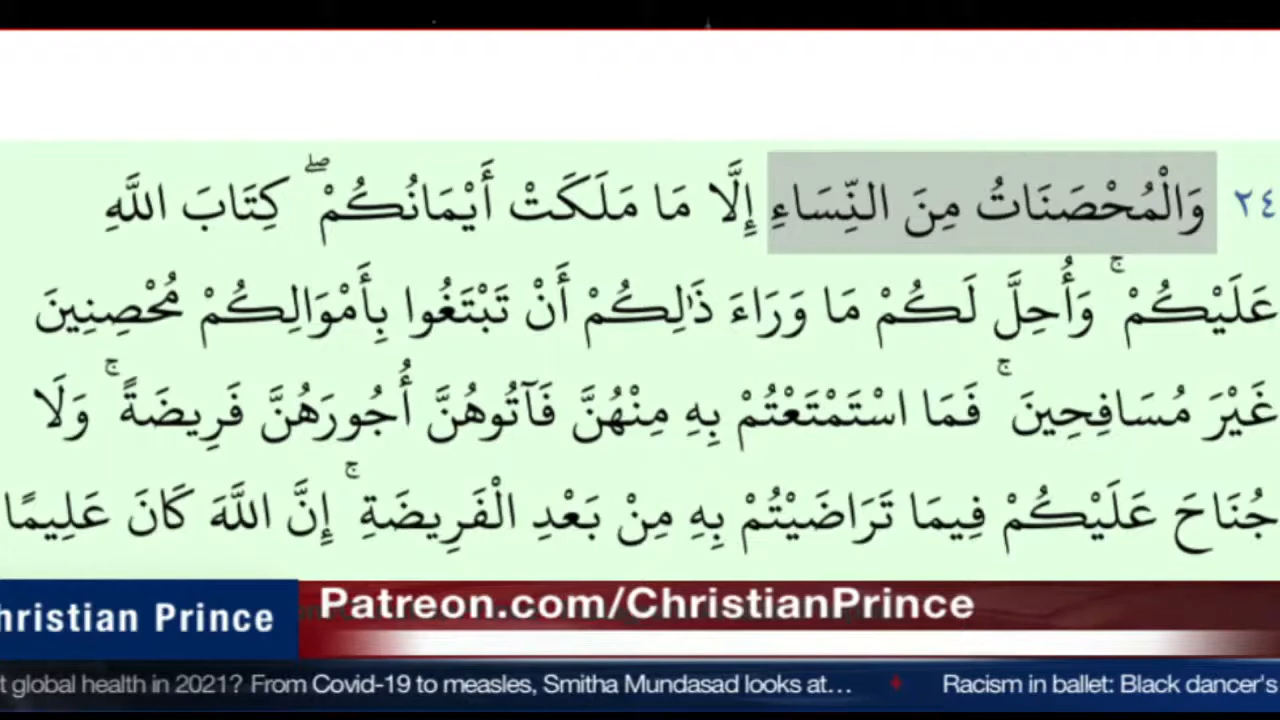 ٢٤ وَالْمُحْصَنَاتُ مِنَ النِّسَاءِ إِلَّا مَا مَلَكَتْ أَيْمَانُكُمْ ۖ كِتَابَ اللَّهِ
عَلَيْكُمْ ۚ وَأُحِلَّ لَكُمْ مَا وَرَاءَ ذَٰلِكُمْ أَنْ تَبْتَغُوا بِأَمْوَالِكُمْ مُحْصِنِينَ
غَيْرَ مُسَافِحِينَ ۚ فَمَا اسْتَمْتَعْتُمْ بِهِ مِنْهُنَّ فَآتُوهُنَّ أُجُورَهُنَّ فَرِيضَةً ۚ وَلَا
جُنَاحَ عَلَيْكُمْ فِيمَا تَرَاضَيْتُمْ بِهِ مِنْ بَعْدِ الْفَرِيضَةِ ۚ إِنَّ اللَّهَ كَانَ عَلِيمًا
hristian Prince
Patreon.com/ChristianPrince
t global health in 2021? From Covid-19 to measles, Smitha Mundasad looks at... Racism in ballet: Black dancer's